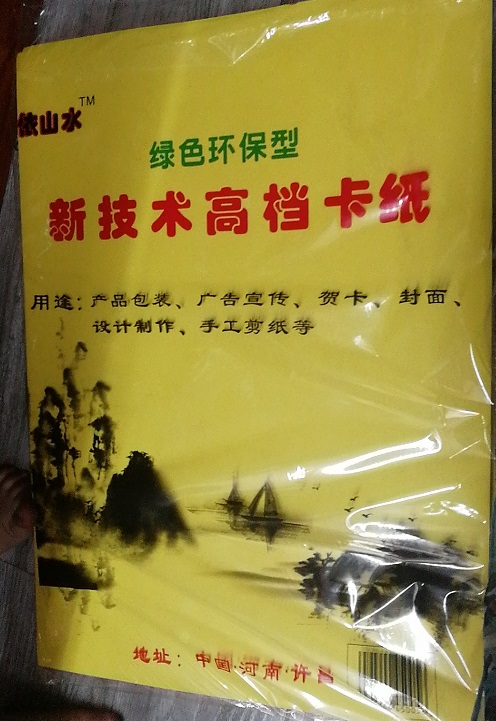 依山水™
绿色环保型
新技术高档卡纸
用途：产品包装、广告宣传、贺卡、封面、
设计制作、手工剪纸等
地址：中国·河南·许昌